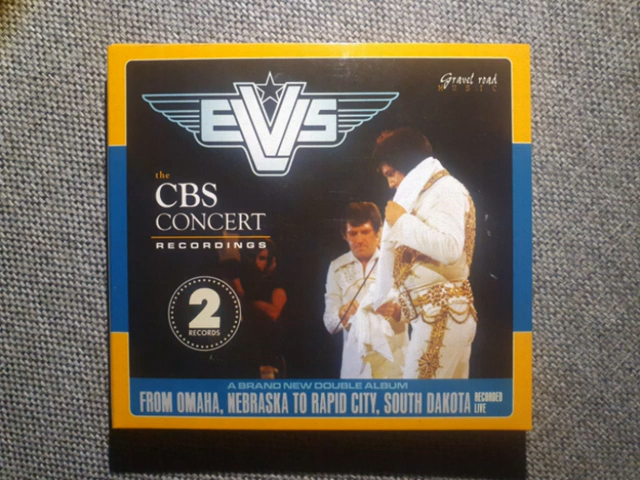 Gravel road
MUSIC
ELVIS
the
CBS
CONCERT
RECORDINGS
2
RECORDS
A BRAND NEW DOUBLE ALBUM
FROM OMAHA, NEBRASKA TO RAPID CITY, SOUTH DAKOTA RECORDED
LIVE